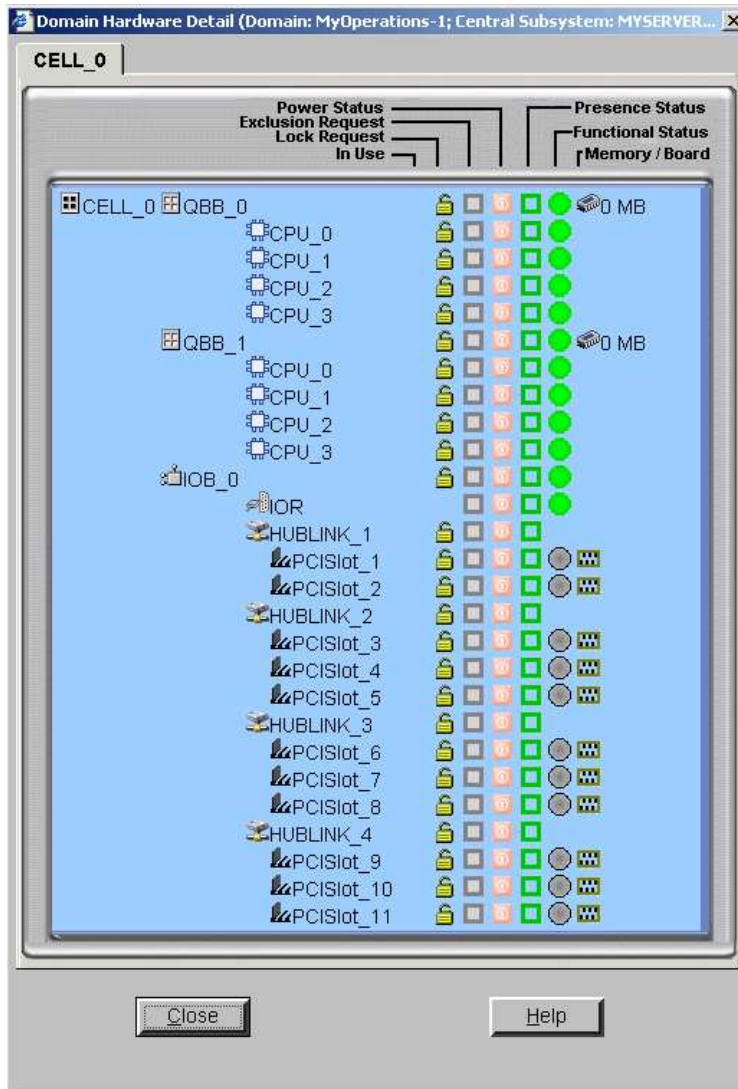 Domain Hardware Detail (Domain: MyOperations-1; Central Subsystem: MYSERVER...
CELL_0
Power Status
Presence Status
Exclusion Request
Functional Status
Lock Request
In Use
Memory / Board
CELL_0 QBB_0 0 MB
CPU_0
CPU_1
CPU_2
CPU_3
QBB_1 0 MB
CPU_0
CPU_1
CPU_2
CPU_3
IOB_0
IOR
HUBLINK_1
PCISlot_1
PCISlot_2
HUBLINK_2
PCISlot_3
PCISlot_4
PCISlot_5
HUBLINK_3
PCISlot_6
PCISlot_7
PCISlot_8
HUBLINK_4
PCISlot_9
PCISlot_10
PCISlot_11
Close Help